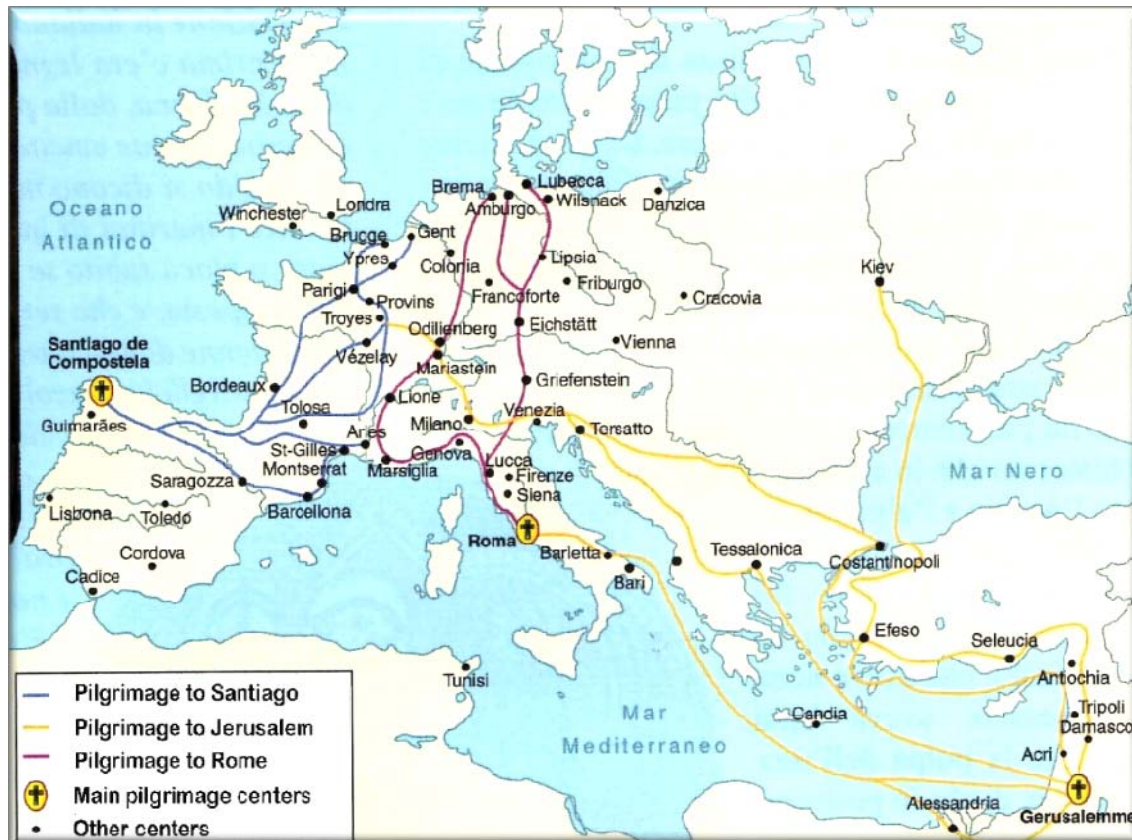 Oceano
Atlantico
Winchester
Londra
Brugge
Gent
Ypres
Colonia
Brema
Amburgo
Lubecca
Wilsnack
Danzica
Lipsia
Francoforte
Friburgo
Cracovia
Kiev
Parigi
Provins
Troyes
Odilienberg
Eichstätt
Vienna
Santiago de
Compostela
Vézelay
Mariastein
Griefenstein
Bordeaux
Lione
Guimarães
Tolosa
Milano
Venezia
Torsatto
Arles
St-Gilles
Genova
Montserrat
Marsiglia
Lucca
Firenze
Siena
Mar Nero
Saragozza
Lisbona
Toledo
Barcellona
Roma
Barletta
Bari
Tessalonica
Costantinopoli
Cordova
Cadice
Efeso
Seleucia
Antiochia
Tunisi
Candia
Tripoli
Damasco
Mar
Mediterraneo
Acri
Alessandria
Gerusalemme
Pilgrimage to Santiago
Pilgrimage to Jerusalem
Pilgrimage to Rome
Main pilgrimage centers
Other centers